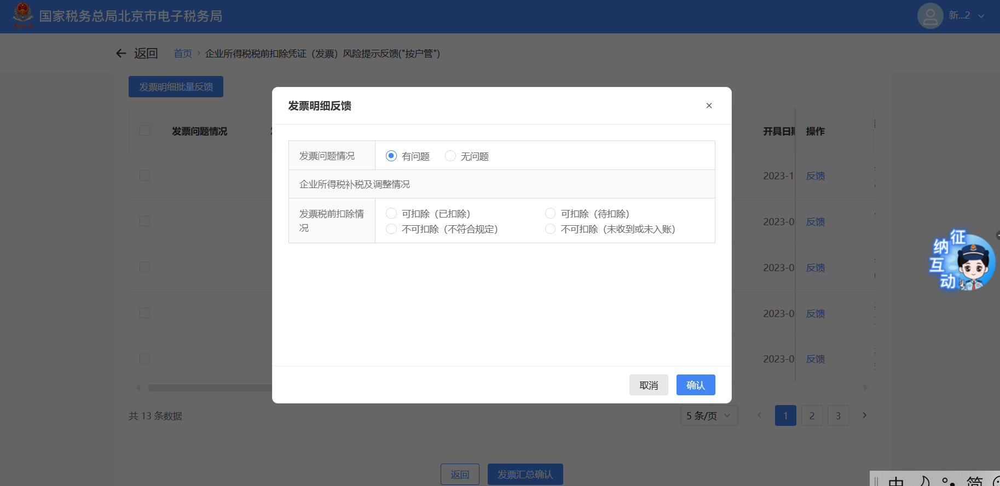 国家税务总局北京市电子税务局
新...2
返回 首页 > 企业所得税税前扣除凭证（发票）风险提示反馈("按户管")
发票明细批量反馈
发票明细反馈 ×
发票问题情况 开具日期 操作
发票问题情况 有问题 无问题
2023-1 反馈
企业所得税补税及调整情况
发票税前扣除情况
可扣除（已扣除） 可扣除（待扣除）
不可扣除（不符合规定） 不可扣除（未收到或未入账）
2023-0 反馈
2023-0 反馈
2023-0 反馈
2023-0 反馈
征纳互动
取消 确认
共 13 条数据 5 条/页 < 1 2 3 >
返回 发票汇总确认
中 简